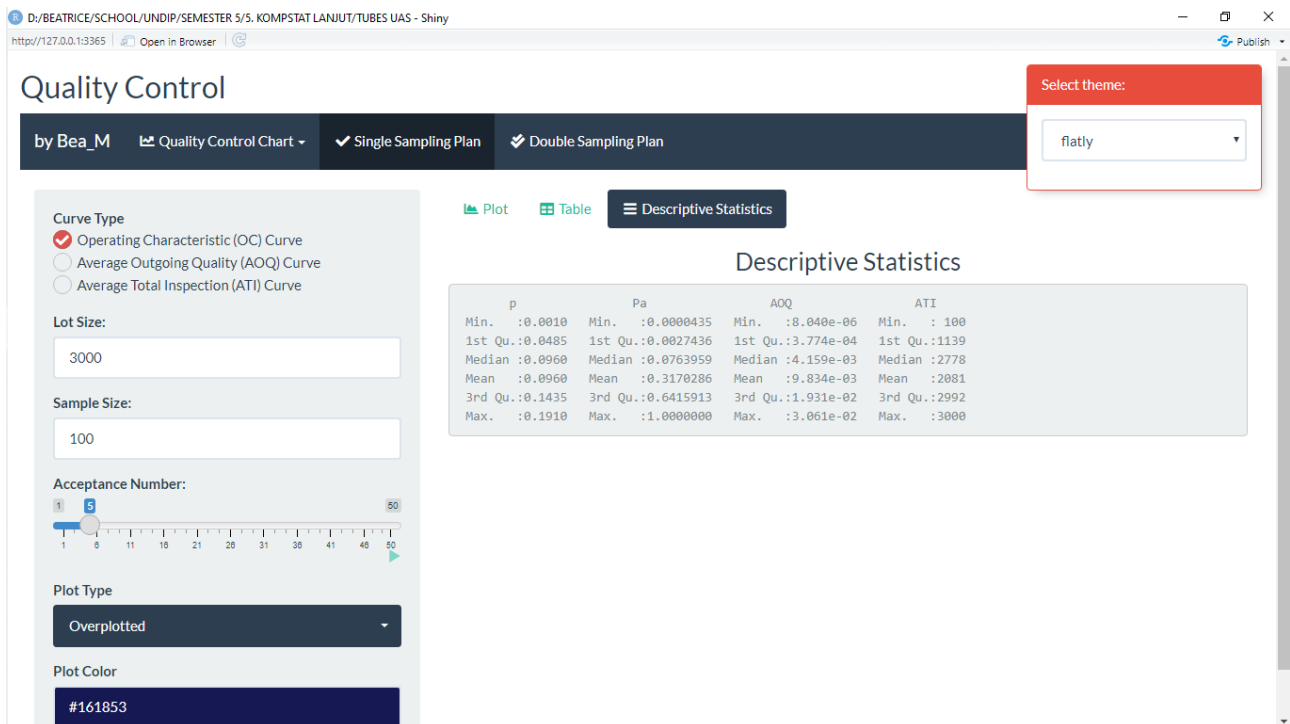 D:/BEATRICE/SCHOOL/UNDIP/SEMESTER 5/5. KOMPSTAT LANJUT/TUBES UAS - Shiny
http://127.0.0.1:3365 Open in Browser Publish
Quality Control
Select theme:
flatly
by Bea_M Quality Control Chart Single Sampling Plan Double Sampling Plan
Curve Type
Operating Characteristic (OC) Curve
Average Outgoing Quality (AOQ) Curve
Average Total Inspection (ATI) Curve
Lot Size:
3000
Sample Size:
100
Acceptance Number:
1 5 50
1 6 11 16 21 26 31 36 41 46 50
Plot Type
Overplotted
Plot Color
#161853
Plot Table Descriptive Statistics
Descriptive Statistics
p Pa AOQ ATI
Min. :0.0010 Min. :0.0000435 Min. :8.040e-06 Min. : 100
1st Qu.:0.0485 1st Qu.:0.0027436 1st Qu.:3.774e-04 1st Qu.:1139
Median :0.0960 Median :0.0763959 Median :4.159e-03 Median :2778
Mean :0.0960 Mean :0.3170286 Mean :9.834e-03 Mean :2081
3rd Qu.:0.1435 3rd Qu.:0.6415913 3rd Qu.:1.931e-02 3rd Qu.:2992
Max. :0.1910 Max. :1.0000000 Max. :3.061e-02 Max. :3000